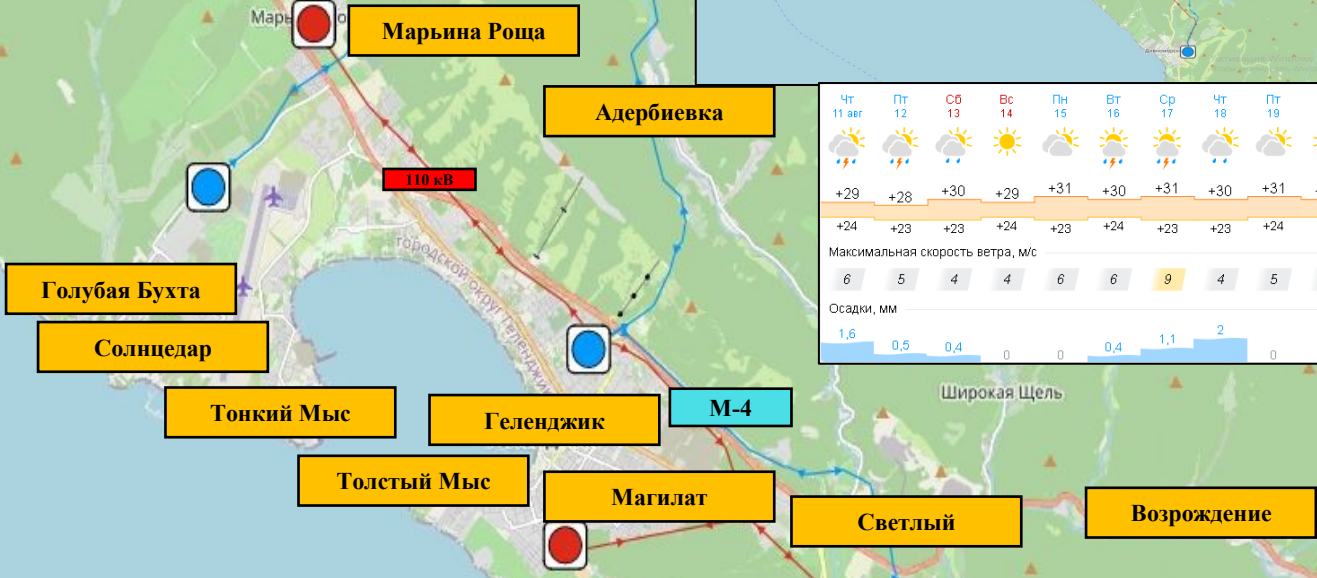 Марьина Роща
Адербиевка
110 кВ
Голубая Бухта
Солнцедар
Тонкий Мыс
Геленджик
М-4
Толстый Мыс
Магилат
Светлый
Возрождение
городской округ Геленджик
Широкая Щель
Чт Пт Сб Вс Пн Вт Ср Чт Пт
11 авг 12 13 14 15 16 17 18 19
+29 +28 +30 +29 +31 +30 +31 +30 +31
+24 +23 +23 +24 +23 +24 +23 +23 +24
Максимальная скорость ветра, м/с
6 5 4 4 6 6 9 4 5
Осадки, мм
1,6 0,5 0,4 0 0 0,4 1,1 2 0